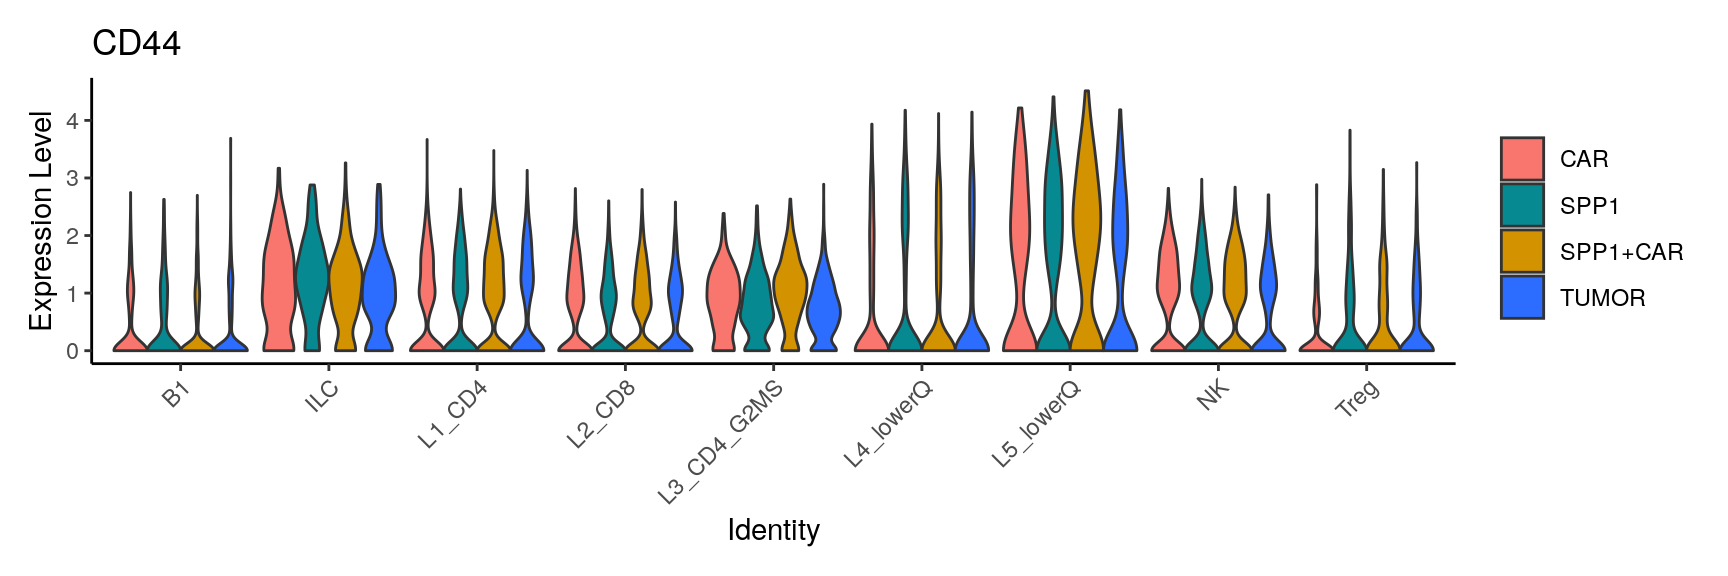 CD44
Expression Level
4
3
2
1
0
B1
ILC
L1_CD4
L2_CD8
L3_CD4_G2MS
L4_lowerQ
L5_lowerQ
NK
Treg
Identity
CAR
SPP1
SPP1+CAR
TUMOR